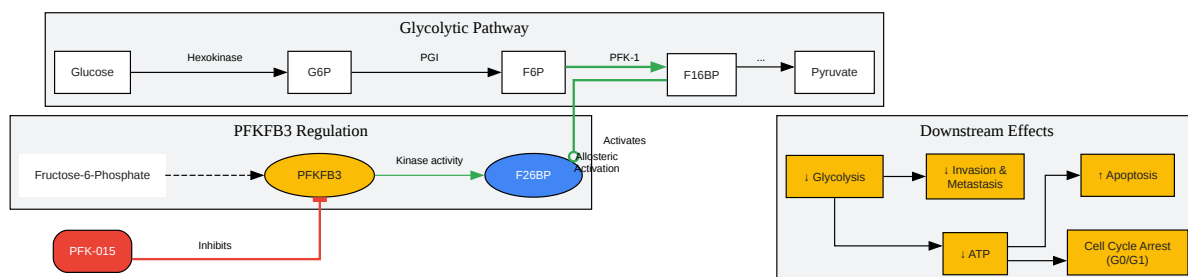 Glycolytic Pathway
Glucose
Hexokinase
G6P
PGI
F6P
PFK-1
F16BP
...
Pyruvate
PFKFB3 Regulation
Fructose-6-Phosphate
PFKFB3
Kinase activity
F26BP
Activates
Allosteric
Activation
PFK-015
Inhibits
Downstream Effects
↓ Glycolysis
↓ Invasion &
Metastasis
↑ Apoptosis
↓ ATP
Cell Cycle Arrest
(G0/G1)